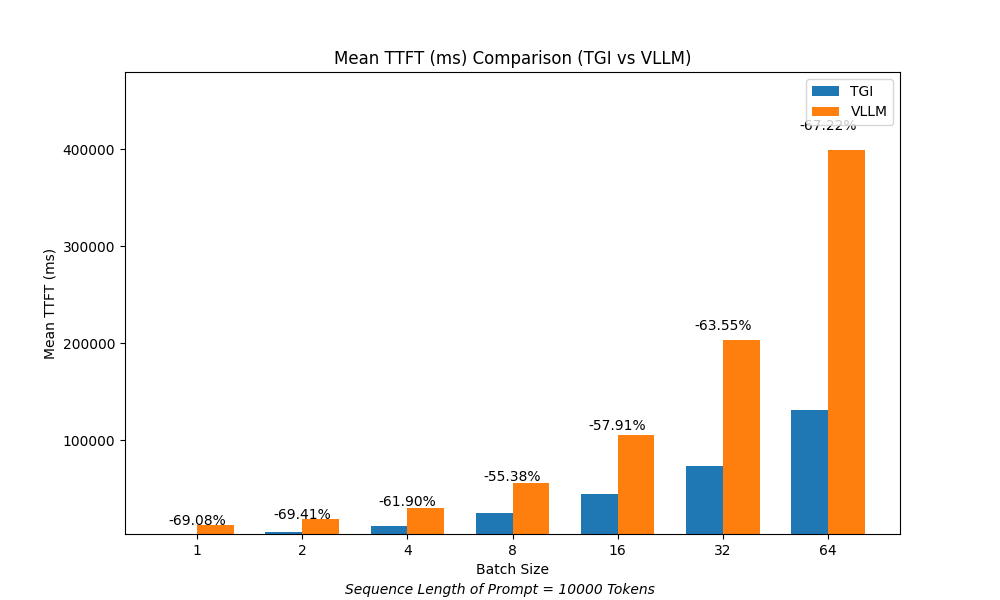 Mean TTFT (ms) Comparison (TGI vs VLLM)
TGI
VLLM
-67.22%
400000
300000
Mean TTFT (ms)
-63.55%
200000
-57.91%
100000
-55.38%
-61.90%
-69.41%
-69.08%
1 2 4 8 16 32 64
Batch Size
Sequence Length of Prompt = 10000 Tokens